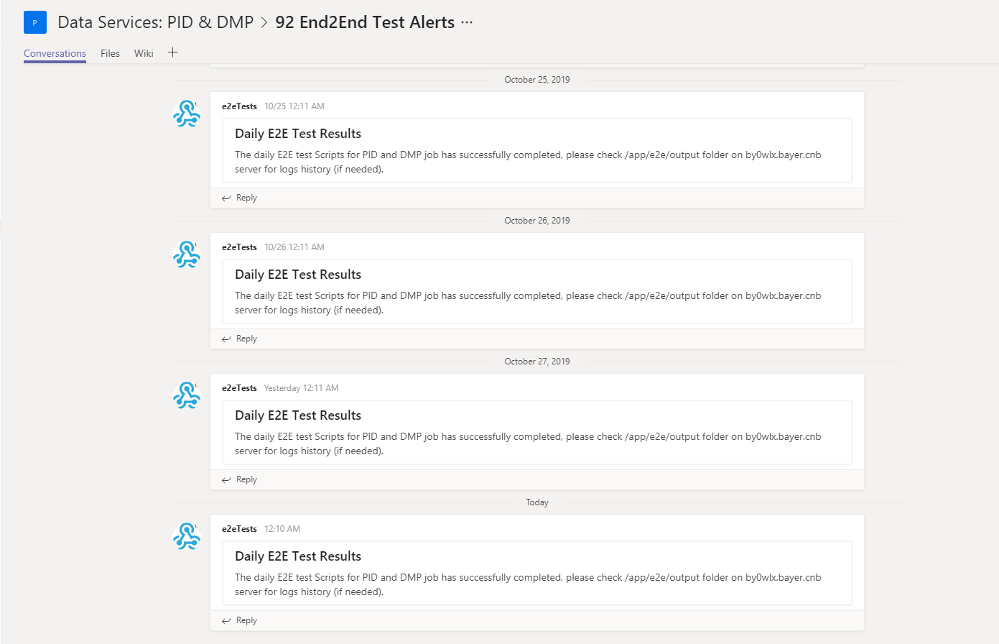 P
Data Services: PID & DMP > 92 End2End Test Alerts ···
Conversations Files Wiki +
October 25, 2019
e2eTests 10/25 12:11 AM
Daily E2E Test Results
The daily E2E test Scripts for PID and DMP job has successfully completed, please check /app/e2e/output folder on by0wlx.bayer.cnb
server for logs history (if needed).
Reply
October 26, 2019
e2eTests 10/26 12:11 AM
Daily E2E Test Results
The daily E2E test Scripts for PID and DMP job has successfully completed, please check /app/e2e/output folder on by0wlx.bayer.cnb
server for logs history (if needed).
Reply
October 27, 2019
e2eTests Yesterday 12:11 AM
Daily E2E Test Results
The daily E2E test Scripts for PID and DMP job has successfully completed, please check /app/e2e/output folder on by0wlx.bayer.cnb
server for logs history (if needed).
Reply
Today
e2eTests 12:10 AM
Daily E2E Test Results
The daily E2E test Scripts for PID and DMP job has successfully completed, please check /app/e2e/output folder on by0wlx.bayer.cnb
server for logs history (if needed).
Reply